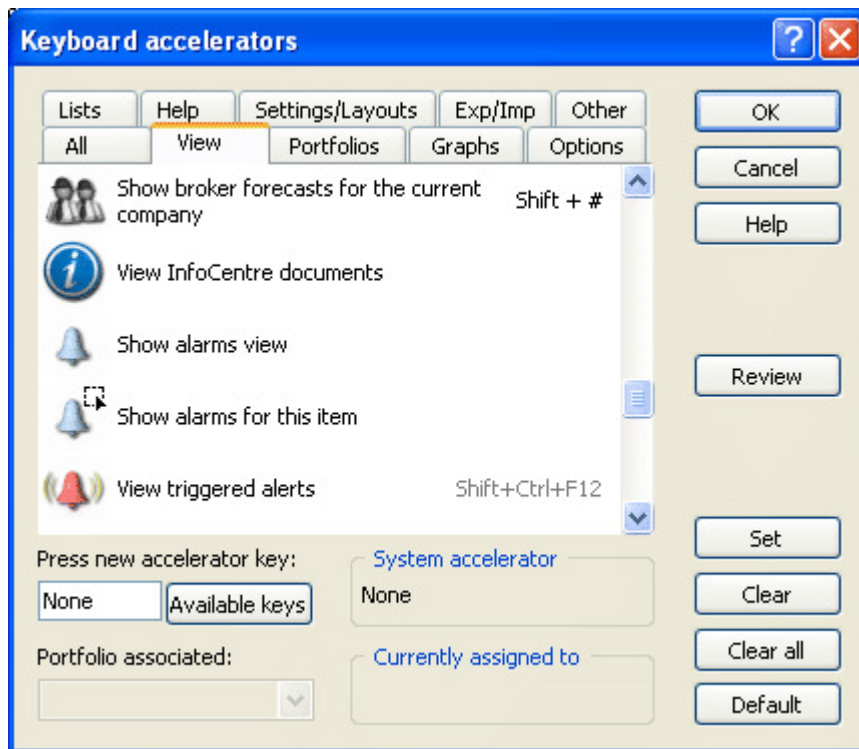 Keyboard accelerators
?
Lists Help Settings/Layouts Exp/Imp Other
All View Portfolios Graphs Options
OK
Cancel
Help
Review
Set
Clear
Clear all
Default
Show broker forecasts for the current
company
Shift + #
View InfoCentre documents
Show alarms view
Show alarms for this item
View triggered alerts Shift+Ctrl+F12
Press new accelerator key:
None Available keys
System accelerator
None
Portfolio associated:
Currently assigned to